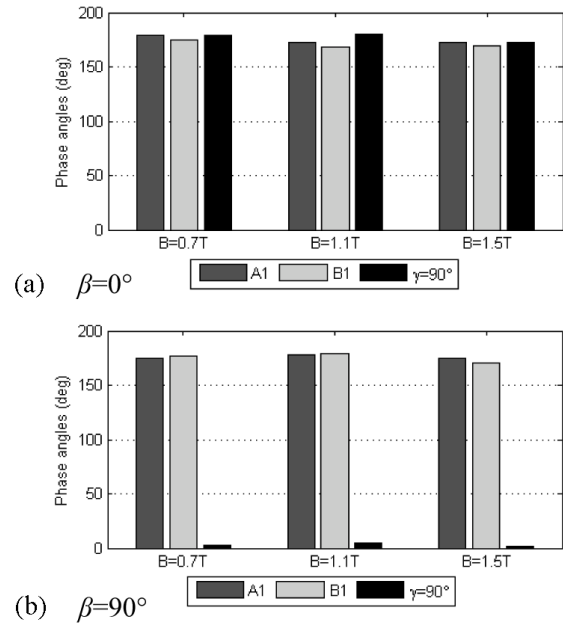 200
150
100
50
0
Phase angles (deg)
B=0.7T B=1.1T B=1.5T
A1 B1 γ=90°
(a) β=0°
200
150
100
50
0
Phase angles (deg)
B=0.7T B=1.1T B=1.5T
A1 B1 γ=90°
(b) β=90°